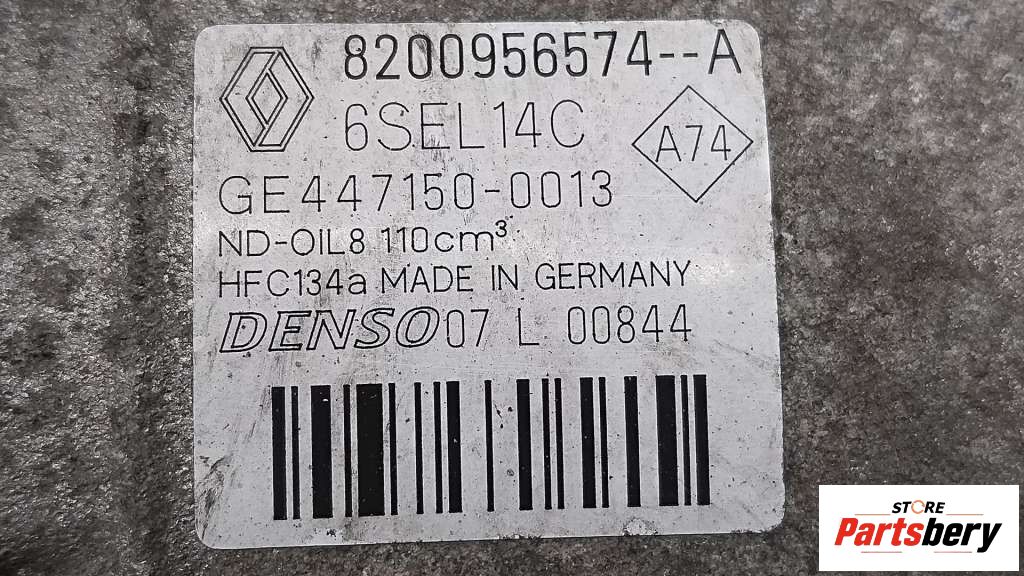 8200956574--A
6SEL14C
A74
GE447150-0013
ND-OIL8 110cm³
HFC134a MADE IN GERMANY
DENSO 07 L 00844
STORE
Partsbery